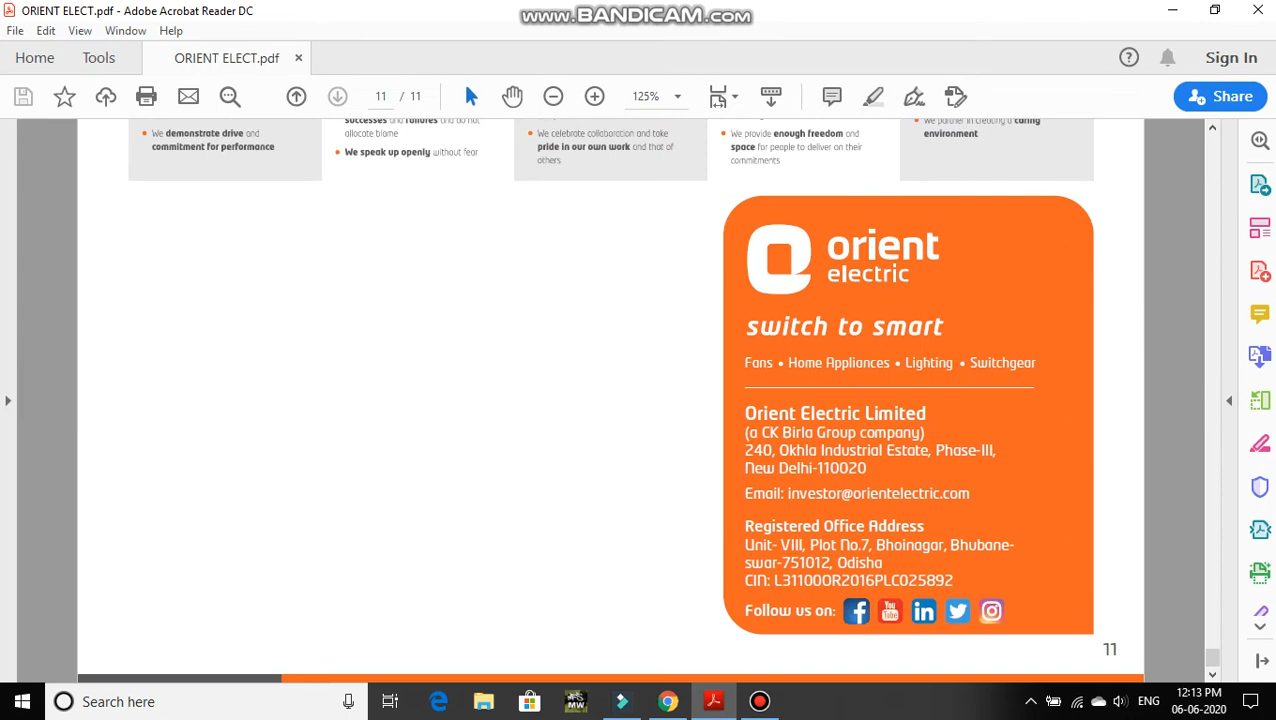 ORIENT ELECT.pdf - Adobe Acrobat Reader DC
www.BANDICAM.com
File Edit View Window Help
Home Tools ORIENT ELECT.pdf ×
Sign In
11 / 11
125%
Share
successes and failures and do not
allocate blame
We speak up openly without fear
We demonstrate drive and
commitment for performance
We celebrate collaboration and take
pride in our own work and that of
others
We provide enough freedom and
space for people to deliver on their
commitments
We partner in creating a caring
environment
orient
electric
switch to smart
Fans • Home Appliances • Lighting • Switchgear
Orient Electric Limited
(a CK Birla Group company)
240, Okhla Industrial Estate, Phase-III,
New Delhi-110020
Email: investor@orientelectric.com
Registered Office Address
Unit- VIII, Plot No.7, Bhoinagar, Bhubane-
swar-751012, Odisha
CIN: L31100OR2016PLC025892
Follow us on:
You Tube
in
11
Search here
MW
ENG
12:13 PM
06-06-2020